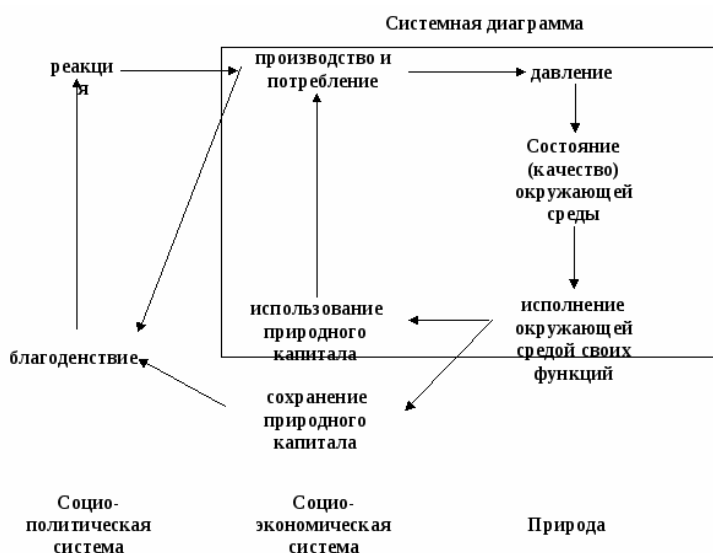 Системная диаграмма
реакци
я
производство и
потребление
давление
Состояние
(качество)
окружающей
среды
использование
природного
капитала
исполнение
окружающей
средой своих
функций
благоденствие
сохранение
природного
капитала
Социо-
политическая
система
Социо-
экономическая
система
Природа